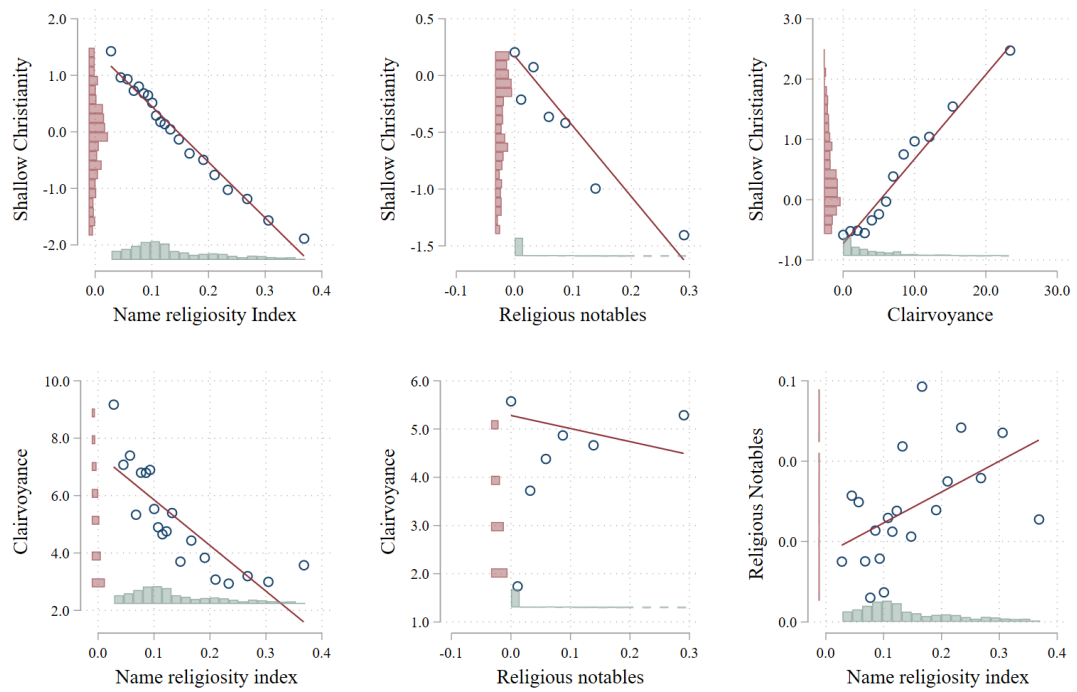 2.0
1.0
0.0
-1.0
-2.0
Shallow Christianity
0.0 0.1 0.2 0.3 0.4
Name religiosity Index
0.5
0.0
-0.5
-1.0
-1.5
Shallow Christianity
-0.1 0.0 0.1 0.2 0.3
Religious notables
3.0
2.0
1.0
0.0
-1.0
Shallow Christianity
0.0 10.0 20.0 30.0
Clairvoyance
10.0
8.0
6.0
4.0
2.0
Clairvoyance
0.0 0.1 0.2 0.3 0.4
Name religiosity index
6.0
5.0
4.0
3.0
2.0
1.0
Clairvoyance
-0.1 0.0 0.1 0.2 0.3
Religious notables
0.1
0.0
0.0
0.0
Religious Notables
0.0 0.1 0.2 0.3 0.4
Name religiosity index